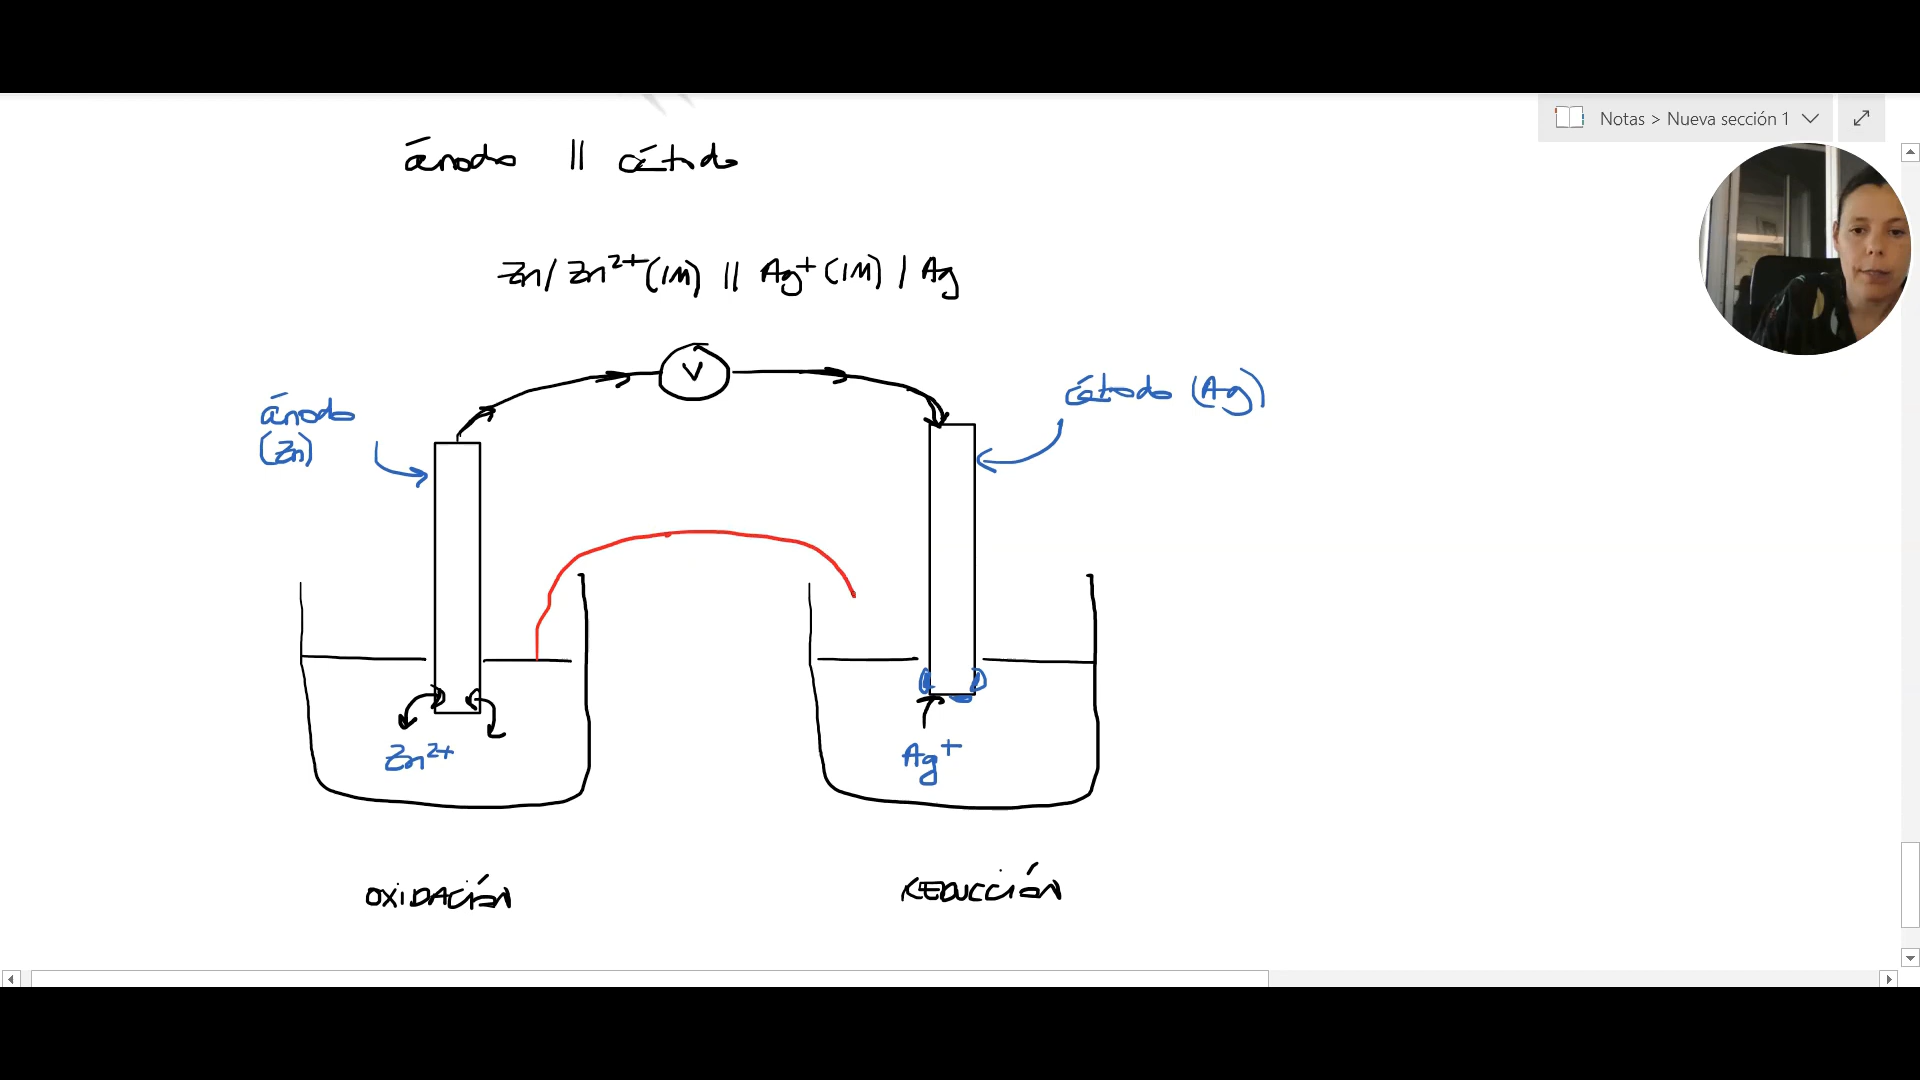 Notas > Nueva sección 1
ánodo || cátodo
Zn/Zn²⁺(1M) || Ag⁺(1M) | Ag
V
ánodo
(Zn)
cátodo (Ag)
Zn²⁺
Ag⁺
OXIDACIÓN
REDUCCIÓN